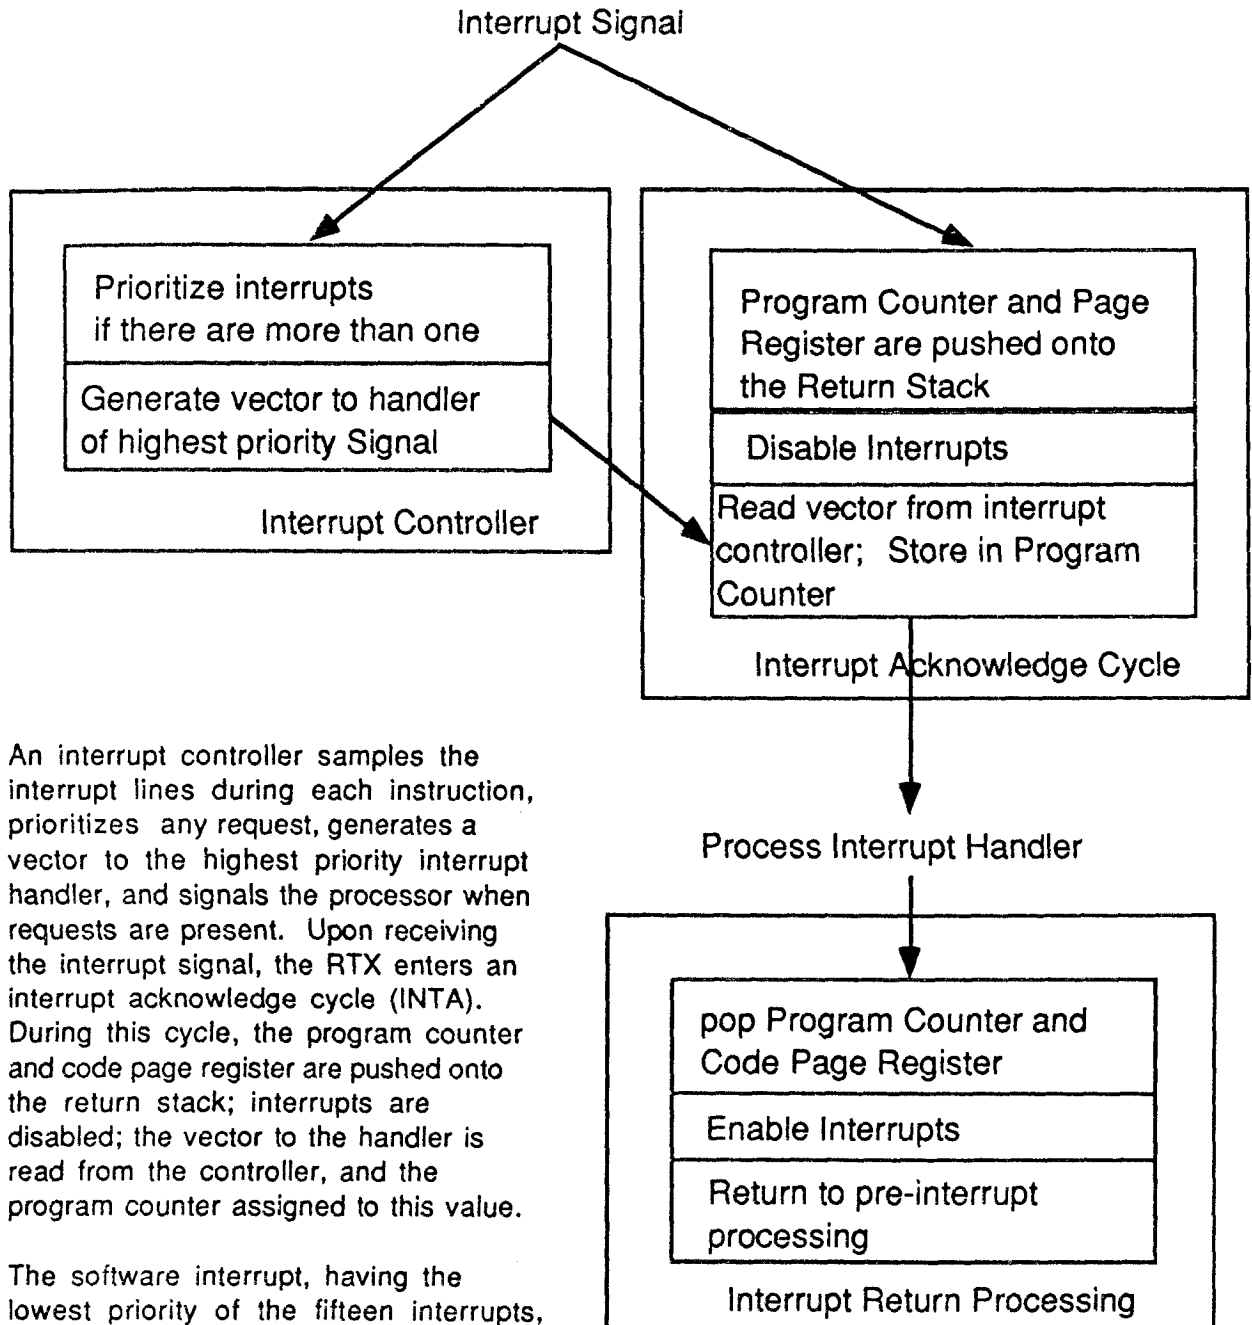 Interrupt Signal
Prioritize interrupts
if there are more than one
Generate vector to handler
of highest priority Signal
Interrupt Controller
Program Counter and Page
Register are pushed onto
the Return Stack
Disable Interrupts
Read vector from interrupt
controller; Store in Program
Counter
Interrupt Acknowledge Cycle
An interrupt controller samples the
interrupt lines during each instruction,
prioritizes any request, generates a
vector to the highest priority interrupt
handler, and signals the processor when
requests are present. Upon receiving
the interrupt signal, the RTX enters an
interrupt acknowledge cycle (INTA).
During this cycle, the program counter
and code page register are pushed onto
the return stack; interrupts are
disabled; the vector to the handler is
read from the controller, and the
program counter assigned to this value.
The software interrupt, having the
lowest priority of the fifteen interrupts,
Process Interrupt Handler
pop Program Counter and
Code Page Register
Enable Interrupts
Return to pre-interrupt
processing
Interrupt Return Processing